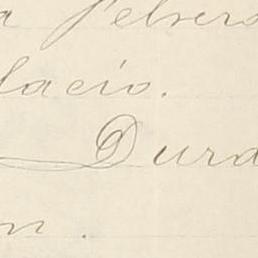 a Febrero
lacio.
Dura
n.